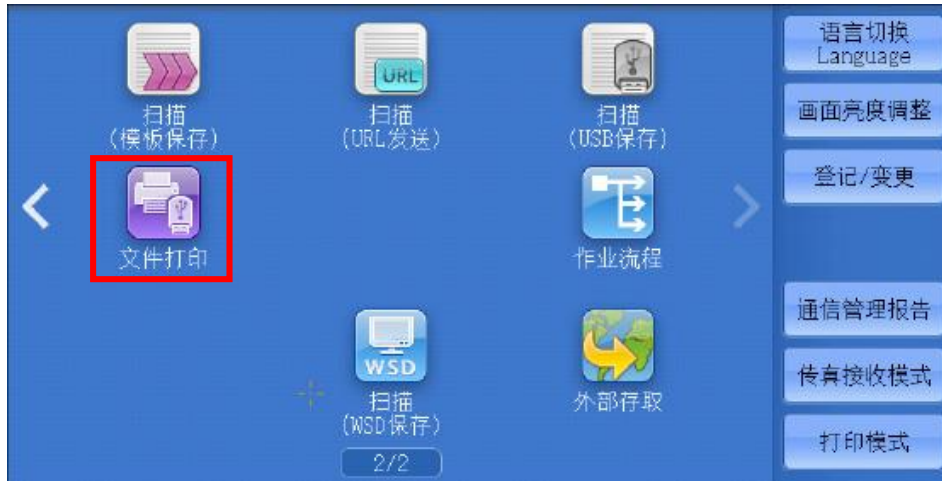 URL
扫描
(模板保存)
扫描
(URL发送)
扫描
(USB保存)
文件打印
作业流程
WSD
扫描
(WSD保存)
外部存取
2/2
语言切换
Language
画面亮度调整
登记/变更
通信管理报告
传真接收模式
打印模式